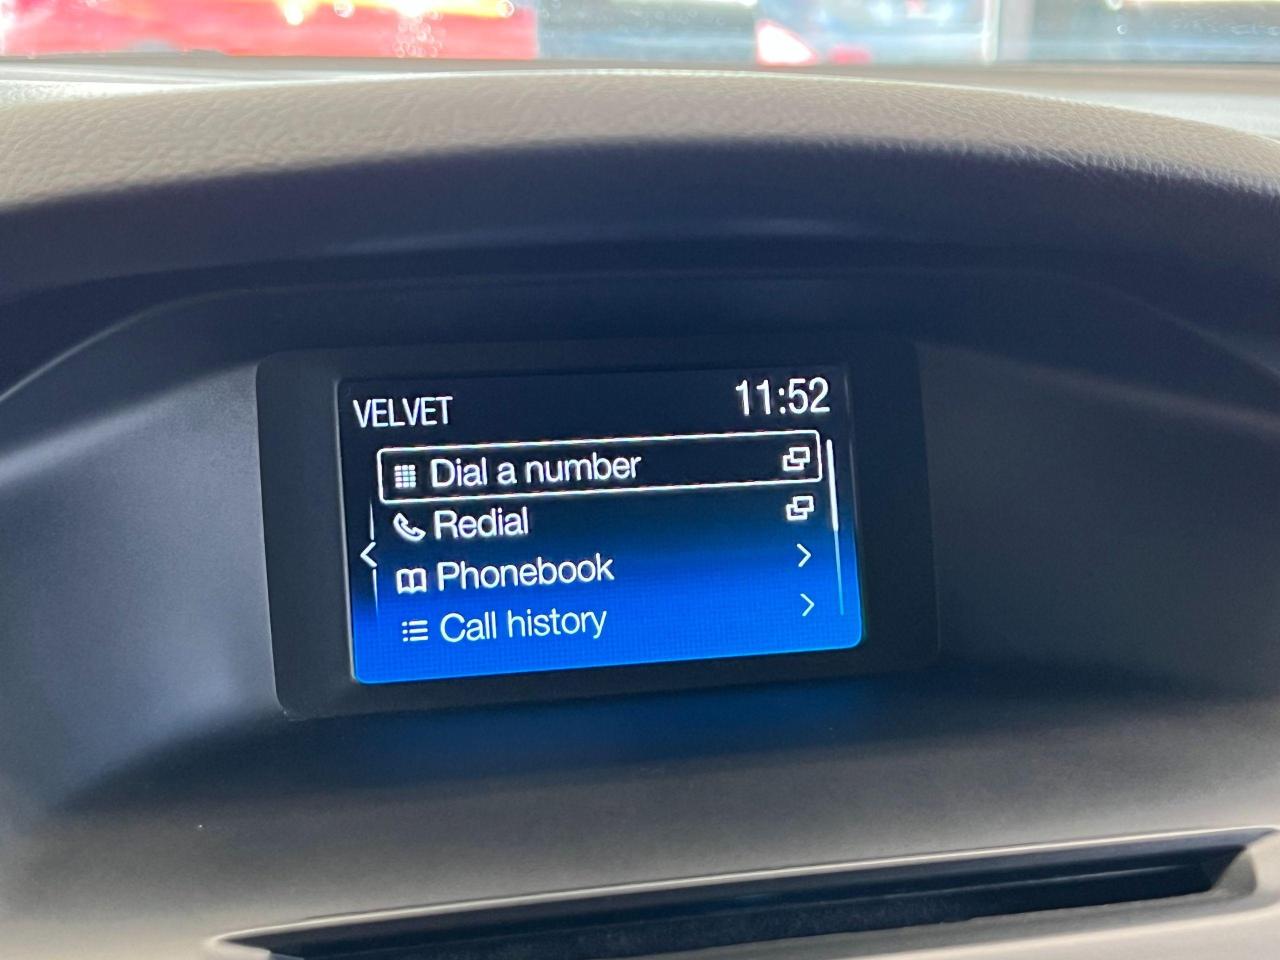 VELVET 11:52
Dial a number
Redial
Phonebook
Call history